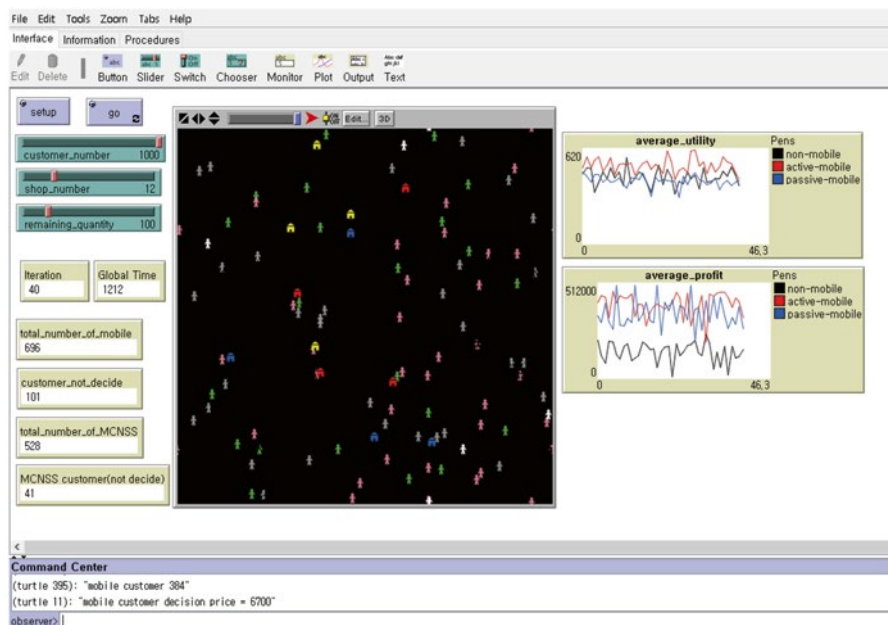 File Edit Tools Zoom Tabs Help
Interface Information Procedures
Edit Delete Button Slider Switch Chooser Monitor Plot Output Text
setup
go
Edit...
3D
customer_number 1000
shop_number 12
remaining_quantity 100
Iteration
40
Global Time
1212
total_number_of_mobile
696
customer_not_decide
101
total_number_of_MCNSS
528
MCNSS customer(not decide)
41
average_utility
Pens
620
non-mobile
active-mobile
passive-mobile
0
0
46,3
average_profit
Pens
512000
non-mobile
active-mobile
passive-mobile
0
0
46,3
Command Center
(turtle 395): "mobile customer 384"
(turtle 11): "mobile customer decision price = 6700"
observer>